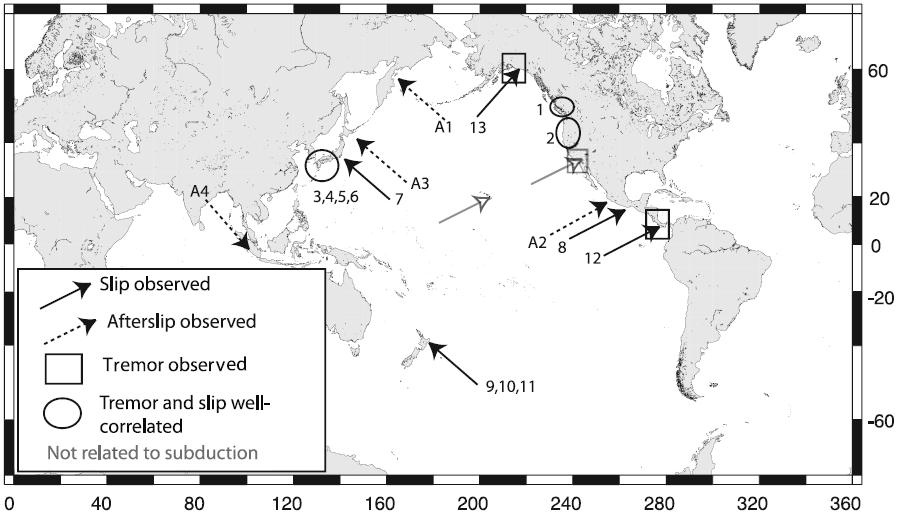 60
A1 13
1
2
A3
A4
3,4,5,6
7
20
A2
8
12
0
Slip observed
-20
Afterslip observed
Tremor observed
9,10,11
Tremor and slip well-
correlated
-60
Not related to subduction
0 40 80 120 160 200 240 280 320 360